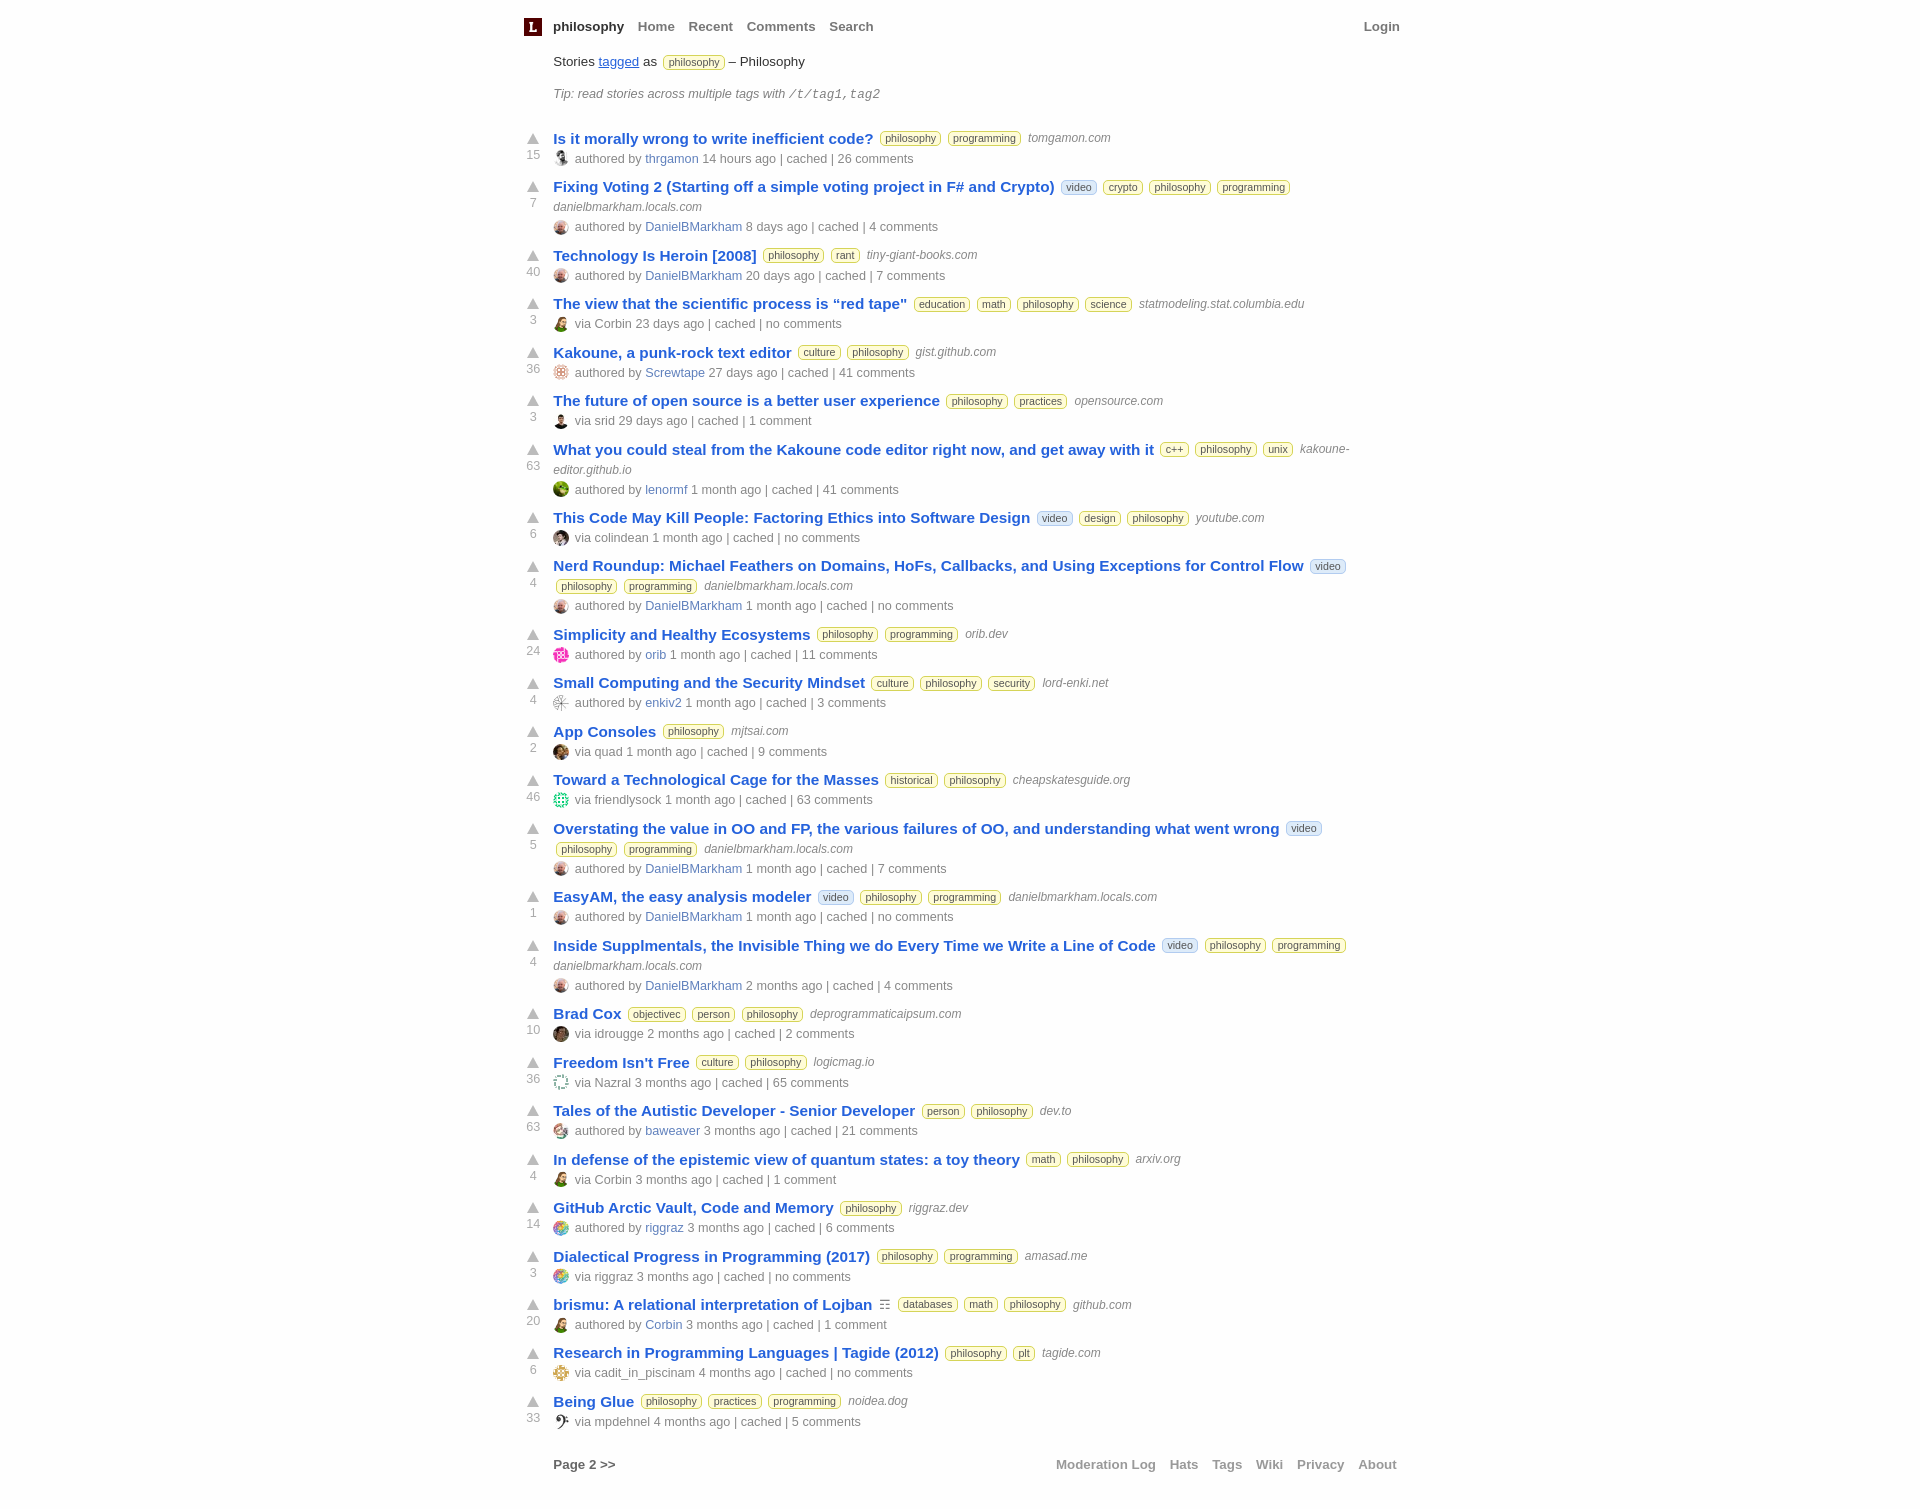 L philosophy Home Recent Comments Search Login
Stories tagged as philosophy – Philosophy
Tip: read stories across multiple tags with /t/tag1,tag2
Is it morally wrong to write inefficient code? philosophy programming tomgamon.com
15 authored by thrgamon 14 hours ago | cached | 26 comments
Fixing Voting 2 (Starting off a simple voting project in F# and Crypto) video crypto philosophy programming
7 danielbmarkham.locals.com
authored by DanielBMarkham 8 days ago | cached | 4 comments
Technology Is Heroin [2008] philosophy rant tiny-giant-books.com
40 authored by DanielBMarkham 20 days ago | cached | 7 comments
The view that the scientific process is “red tape" education math philosophy science statmodeling.stat.columbia.edu
3 via Corbin 23 days ago | cached | no comments
Kakoune, a punk-rock text editor culture philosophy gist.github.com
36 authored by Screwtape 27 days ago | cached | 41 comments
The future of open source is a better user experience philosophy practices opensource.com
3 via srid 29 days ago | cached | 1 comment
What you could steal from the Kakoune code editor right now, and get away with it c++ philosophy unix kakoune-
63 editor.github.io
authored by lenormf 1 month ago | cached | 41 comments
This Code May Kill People: Factoring Ethics into Software Design video design philosophy youtube.com
6 via colindean 1 month ago | cached | no comments
Nerd Roundup: Michael Feathers on Domains, HoFs, Callbacks, and Using Exceptions for Control Flow video
4 philosophy programming danielbmarkham.locals.com
authored by DanielBMarkham 1 month ago | cached | no comments
Simplicity and Healthy Ecosystems philosophy programming orib.dev
24 authored by orib 1 month ago | cached | 11 comments
Small Computing and the Security Mindset culture philosophy security lord-enki.net
4 authored by enkiv2 1 month ago | cached | 3 comments
App Consoles philosophy mjtsai.com
2 via quad 1 month ago | cached | 9 comments
Toward a Technological Cage for the Masses historical philosophy cheapskatesguide.org
46 via friendlysock 1 month ago | cached | 63 comments
Overstating the value in OO and FP, the various failures of OO, and understanding what went wrong video
5 philosophy programming danielbmarkham.locals.com
authored by DanielBMarkham 1 month ago | cached | 7 comments
EasyAM, the easy analysis modeler video philosophy programming danielbmarkham.locals.com
1 authored by DanielBMarkham 1 month ago | cached | no comments
Inside Supplmentals, the Invisible Thing we do Every Time we Write a Line of Code video philosophy programming
4 danielbmarkham.locals.com
authored by DanielBMarkham 2 months ago | cached | 4 comments
Brad Cox objectivec person philosophy deprogrammaticaipsum.com
10 via idrougge 2 months ago | cached | 2 comments
Freedom Isn't Free culture philosophy logicmag.io
36 via Nazral 3 months ago | cached | 65 comments
Tales of the Autistic Developer - Senior Developer person philosophy dev.to
63 authored by baweaver 3 months ago | cached | 21 comments
In defense of the epistemic view of quantum states: a toy theory math philosophy arxiv.org
4 via Corbin 3 months ago | cached | 1 comment
GitHub Arctic Vault, Code and Memory philosophy riggraz.dev
14 authored by riggraz 3 months ago | cached | 6 comments
Dialectical Progress in Programming (2017) philosophy programming amasad.me
3 via riggraz 3 months ago | cached | no comments
brismu: A relational interpretation of Lojban ☶ databases math philosophy github.com
20 authored by Corbin 3 months ago | cached | 1 comment
Research in Programming Languages | Tagide (2012) philosophy plt tagide.com
6 via cadit_in_piscinam 4 months ago | cached | no comments
Being Glue philosophy practices programming noidea.dog
33 via mpdehnel 4 months ago | cached | 5 comments
Page 2 >> Moderation Log Hats Tags Wiki Privacy About